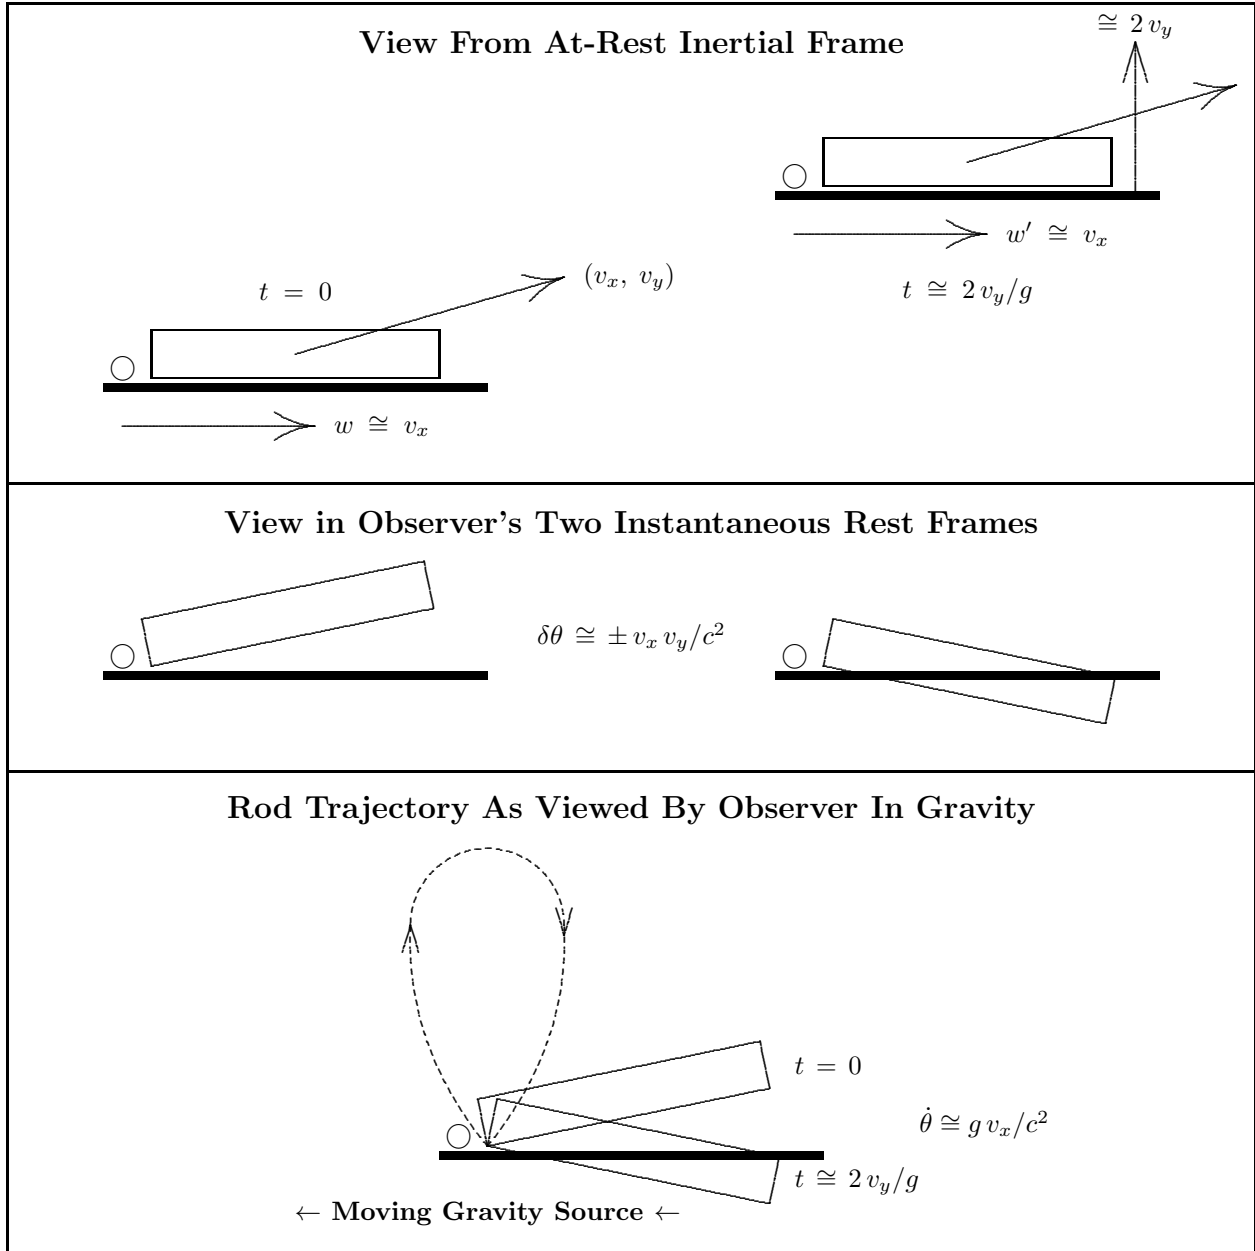 View From At-Rest Inertial Frame
≅ 2 v_y
w′ ≅ v_x
t ≅ 2 v_y/g
t = 0
(v_x, v_y)
w ≅ v_x
View in Observer's Two Instantaneous Rest Frames
δθ ≅ ± v_x v_y/c²
Rod Trajectory As Viewed By Observer In Gravity
t = 0
θ̇ ≅ g v_x/c²
t ≅ 2 v_y/g
← Moving Gravity Source ←